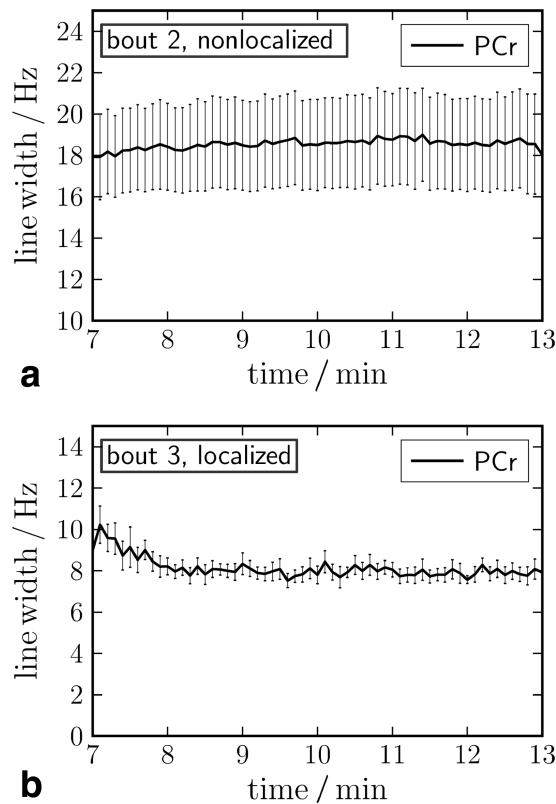 24
22
20
18
16
14
12
10
line width / Hz
bout 2, nonlocalized
PCr
7 8 9 10 11 12 13
time / min
a
14
12
10
8
6
4
2
0
line width / Hz
bout 3, localized
PCr
7 8 9 10 11 12 13
time / min
b